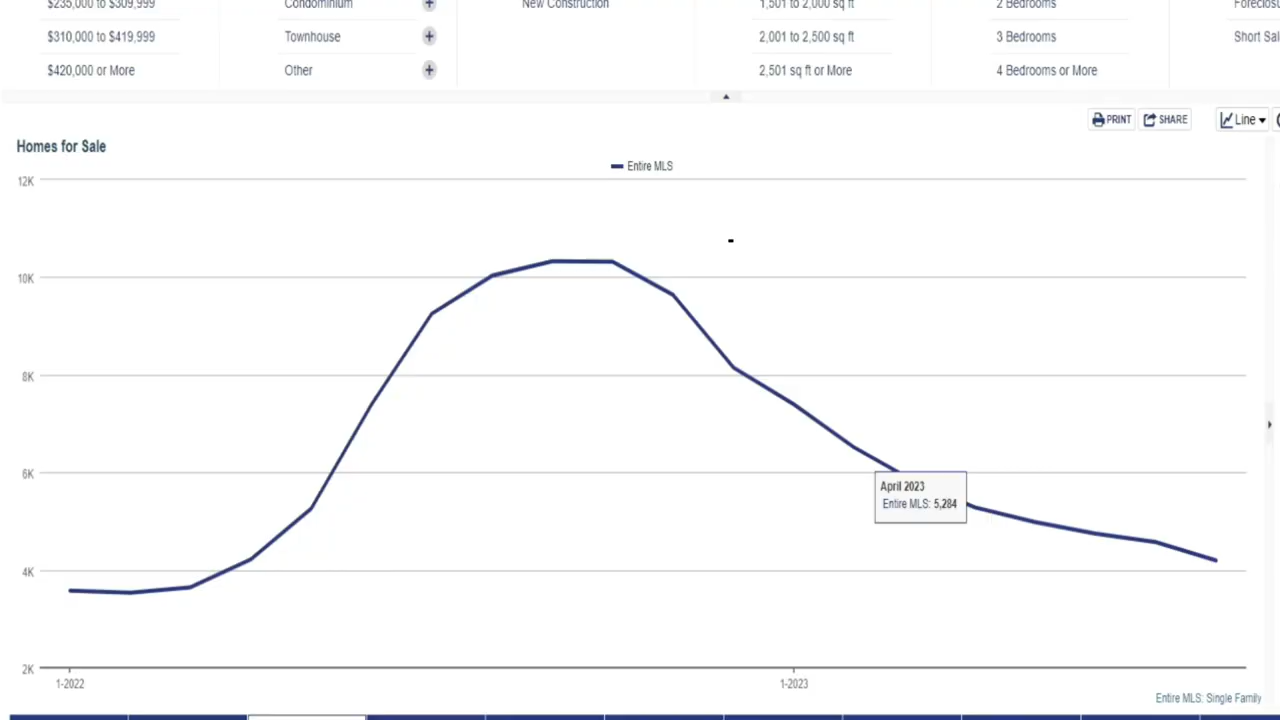 $235,000 to $309,999
Condominium
New Construction
1,501 to 2,000 sq ft
2 Bedrooms
$310,000 to $419,999
Townhouse
2,001 to 2,500 sq ft
3 Bedrooms
Short Sal
$420,000 or More
Other
2,501 sq ft or More
4 Bedrooms or More
PRINT
SHARE
Line
Homes for Sale
Entire MLS
12K
10K
8K
6K
April 2023
Entire MLS: 5,284
4K
2K
1-2022
1-2023
Entire MLS: Single Family